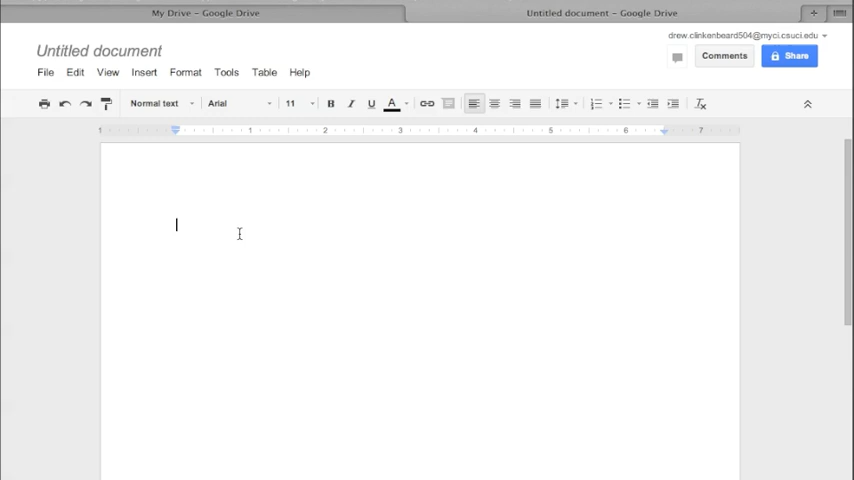 My Drive – Google Drive
Untitled document – Google Drive
drew.clinkenbeard504@myci.csuci.edu
Untitled document
Comments
Share
File Edit View Insert Format Tools Table Help
Normal text Arial 11 B I U A
1 1 2 3 4 5 6 7